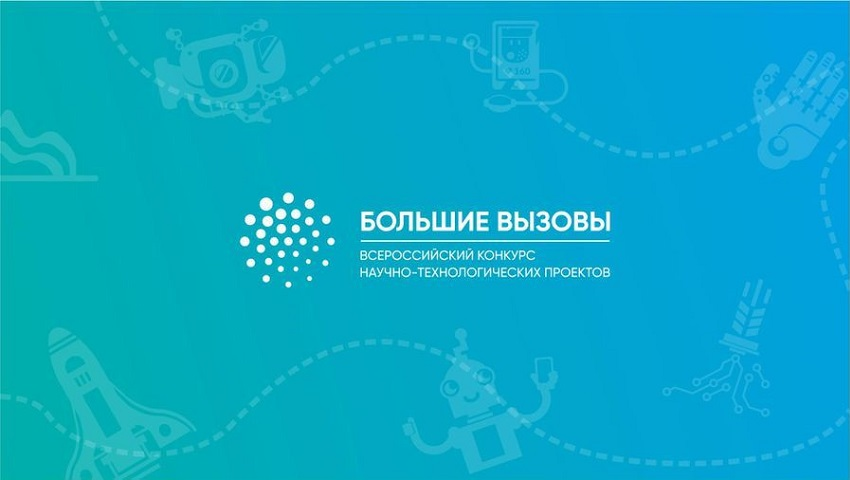 БОЛЬШИЕ ВЫЗОВЫ
ВСЕРОССИЙСКИЙ КОНКУРС
НАУЧНО-ТЕХНОЛОГИЧЕСКИХ ПРОЕКТОВ